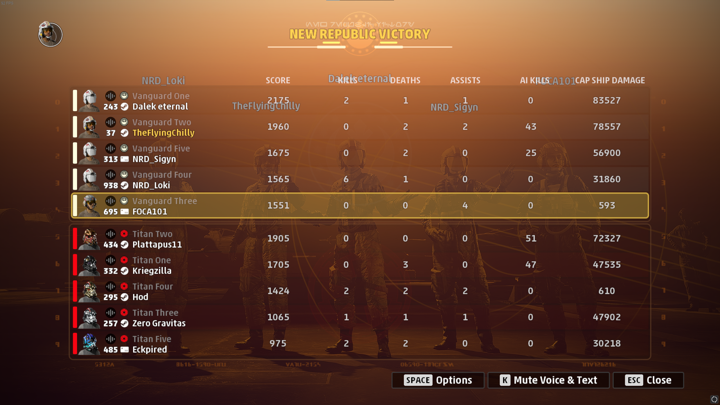 NEW REPUBLIC VICTORY
NRD_Loki
SCORE KILLS DEATHS ASSISTS AI KILLS CAP SHIP DAMAGE
Dalek eternal
FOCA101
TheFlyingChilly
NRD_Sigyn
Vanguard One
243 Dalek eternal 2175 2 1 1 0 83527
Vanguard Two
37 TheFlyingChilly 1960 0 2 2 43 78557
Vanguard Five
313 NRD_Sigyn 1675 0 2 0 25 56900
Vanguard Four
938 NRD_Loki 1565 6 1 0 0 31860
Vanguard Three
695 FOCA101 1551 0 0 4 0 593
Titan Two
434 Plattapus11 1905 0 0 0 51 72327
Titan One
332 Kriegzilla 1705 0 3 0 47 47535
Titan Four
295 Hod 1424 2 2 2 0 610
Titan Three
257 Zero Gravitas 1065 1 1 1 0 47902
Titan Five
485 Eckpired 975 2 2 0 0 30218
SPACE Options K Mute Voice & Text ESC Close